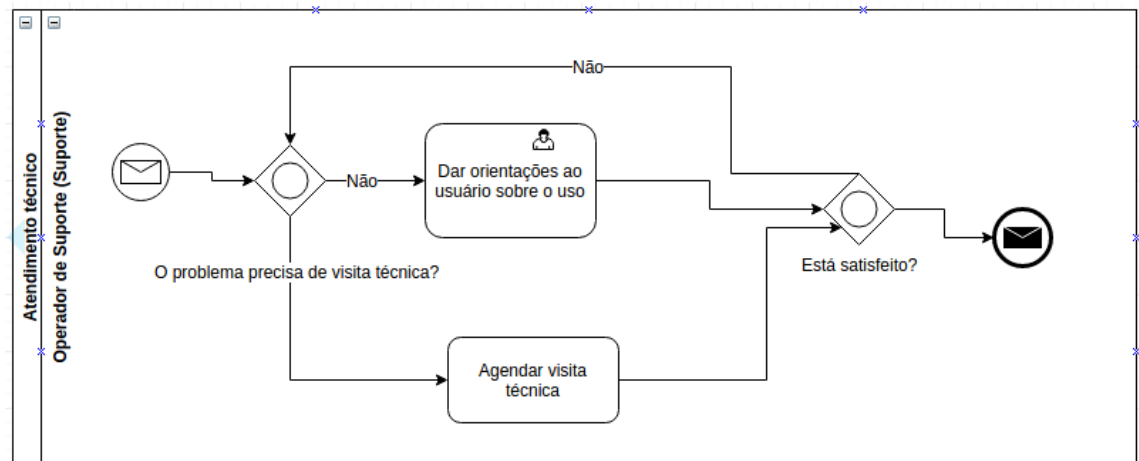 Atendimento técnico
Operador de Suporte (Suporte)
Não
Não
Dar orientações ao
usuário sobre o uso
O problema precisa de visita técnica?
Está satisfeito?
Agendar visita
técnica